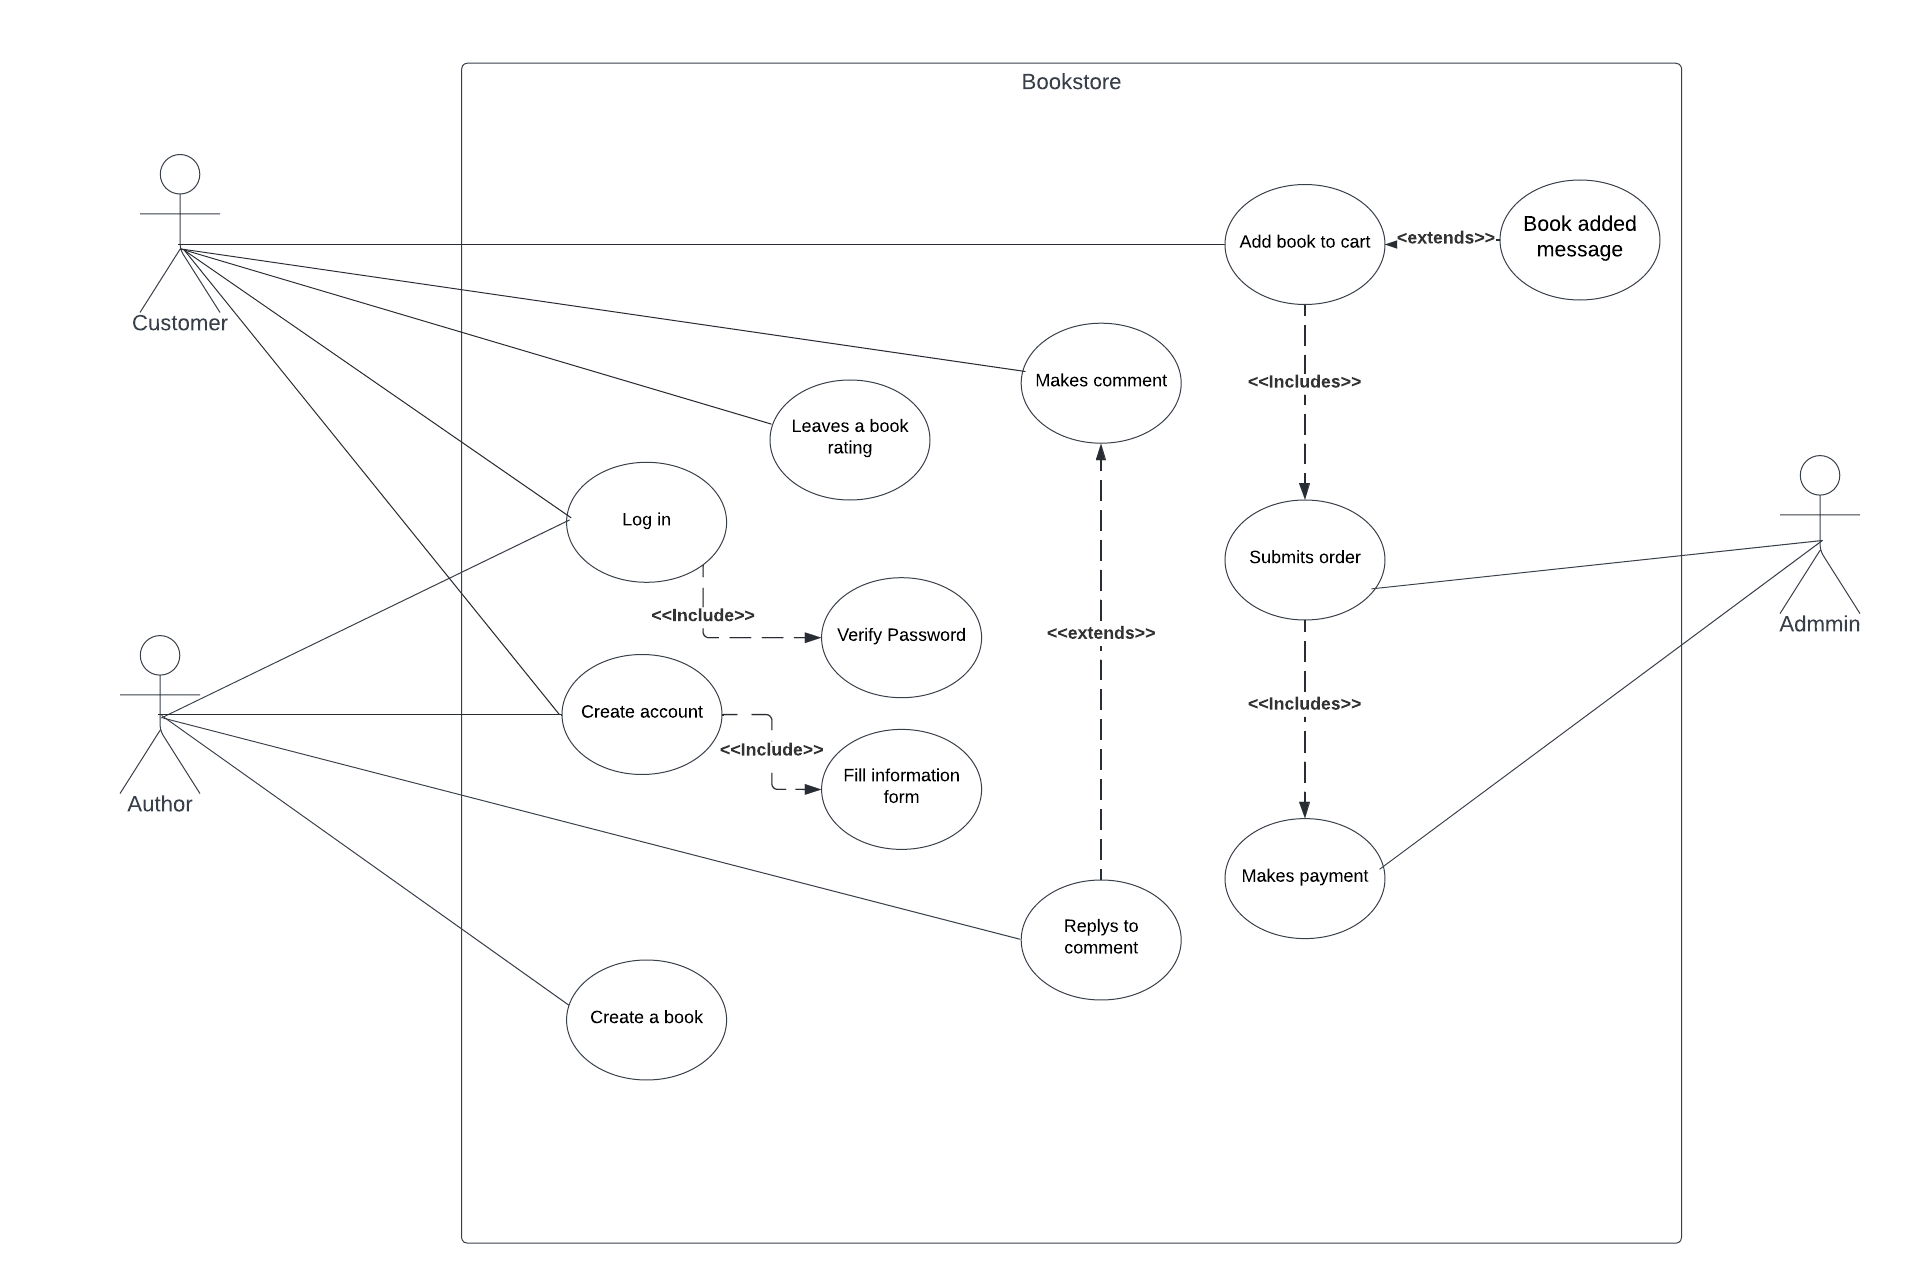 Bookstore
Customer
Add book to cart
<extends>>
Book added
message
Makes comment
<<Includes>>
Leaves a book
rating
Log in
Submits order
<<Include>>
Verify Password
<<extends>>
Admmin
Author
Create account
<<Includes>>
<<Include>>
Fill information
form
Makes payment
Replys to
comment
Create a book